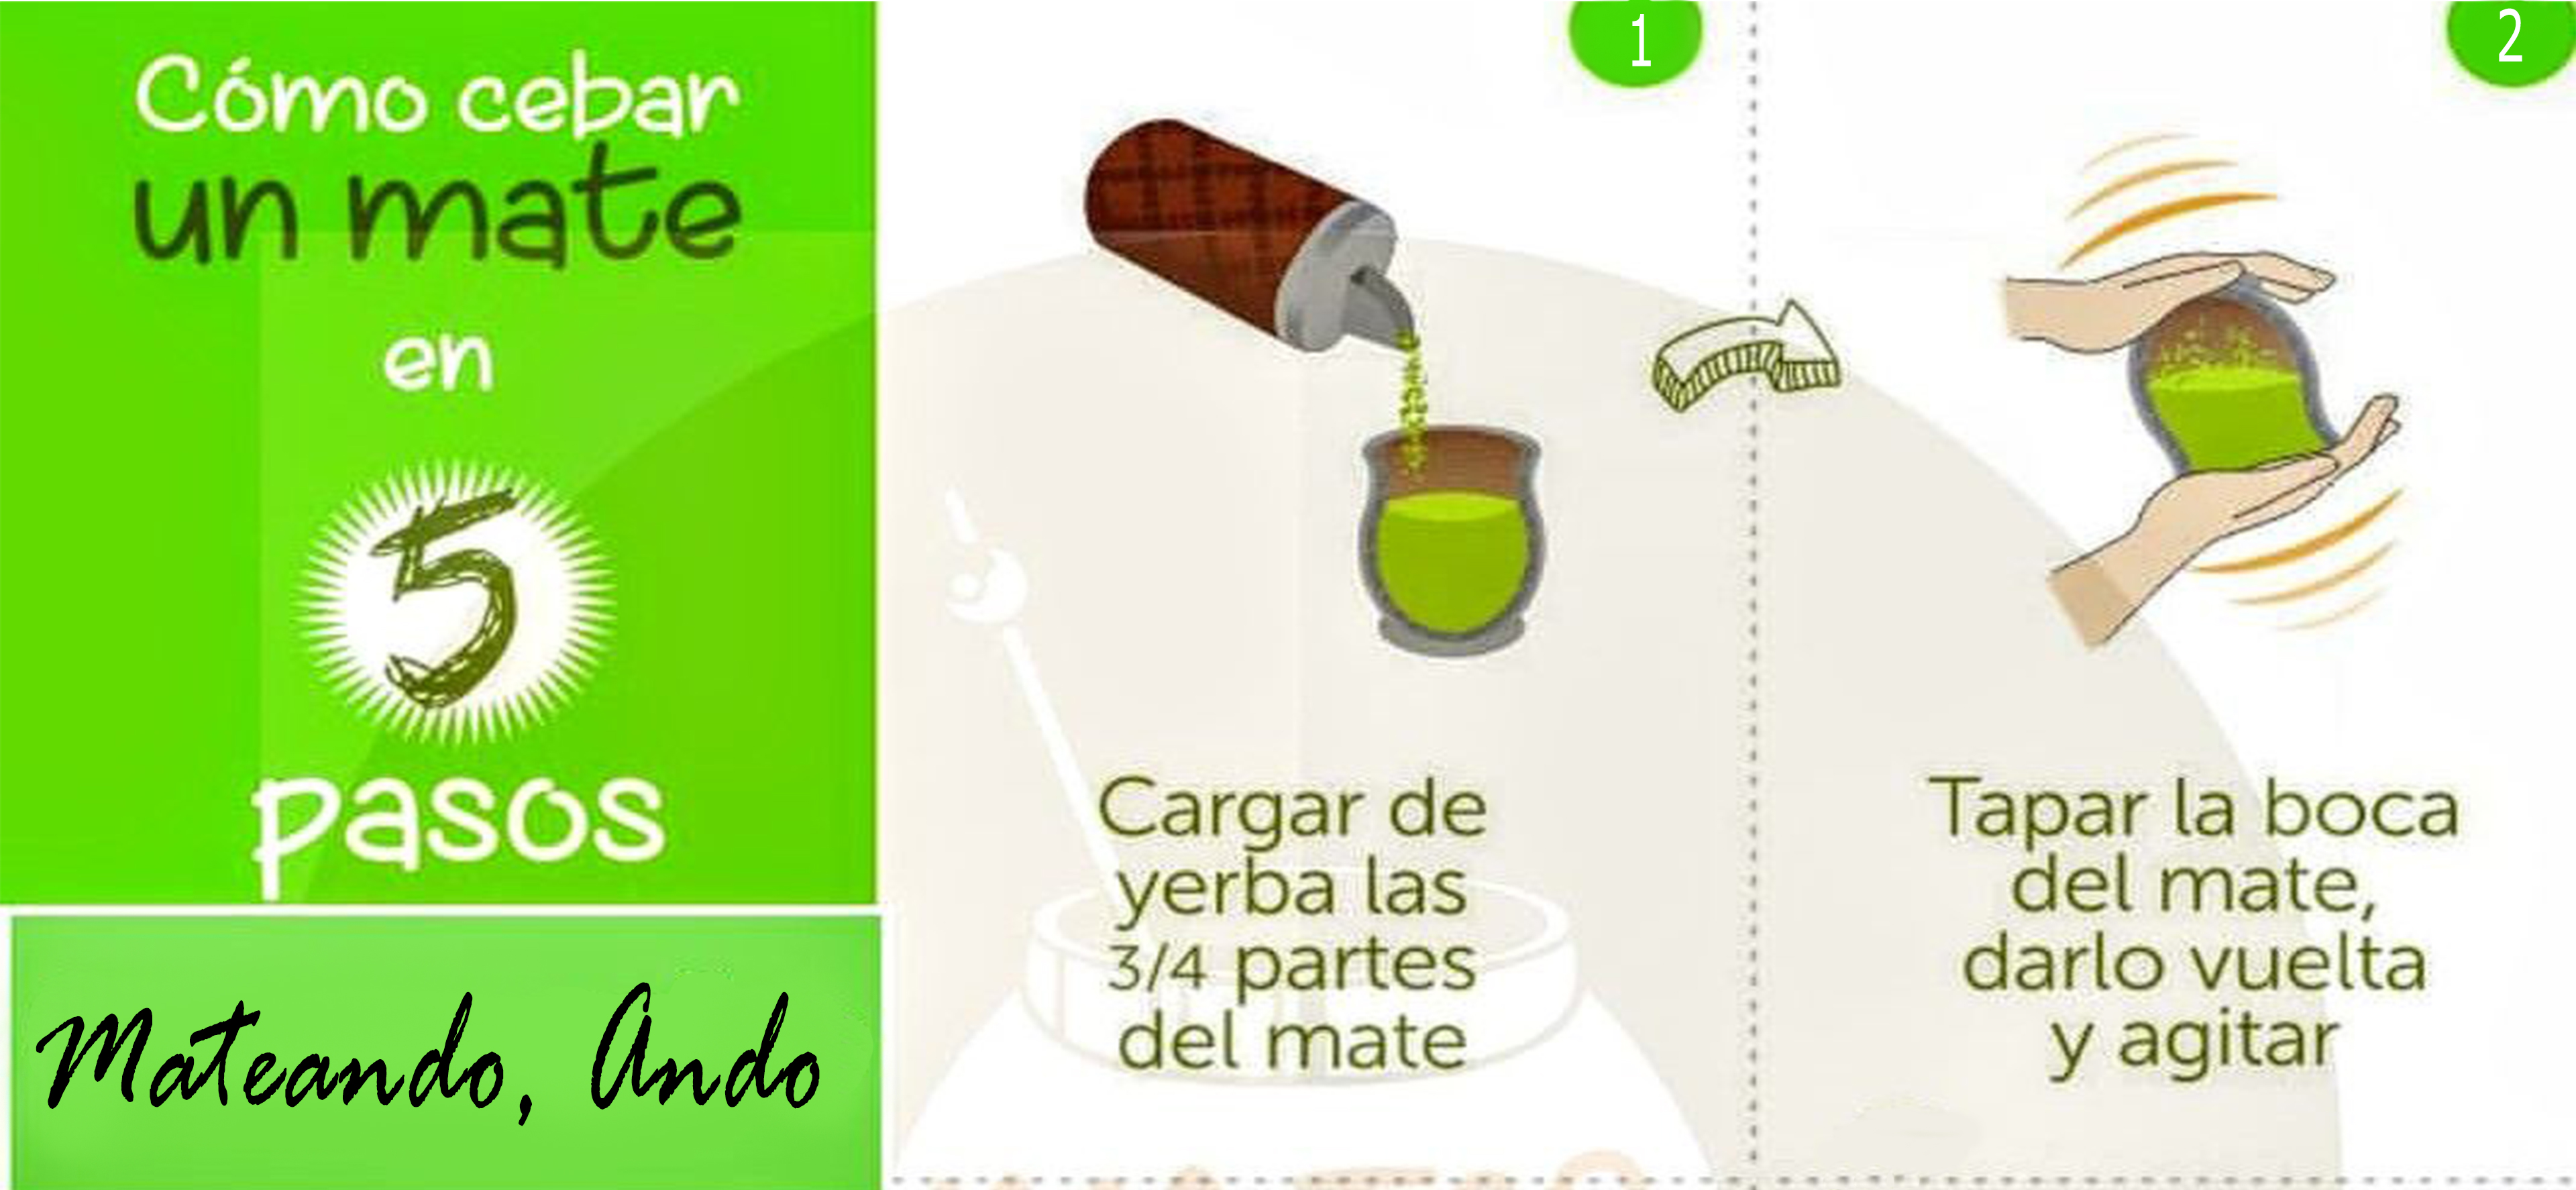 Cómo cebar
un mate
en
5
pasos
Mateando, Ando
1
Cargar de
yerba las
3/4 partes
del mate
2
Tapar la boca
del mate,
darlo vuelta
y agitar